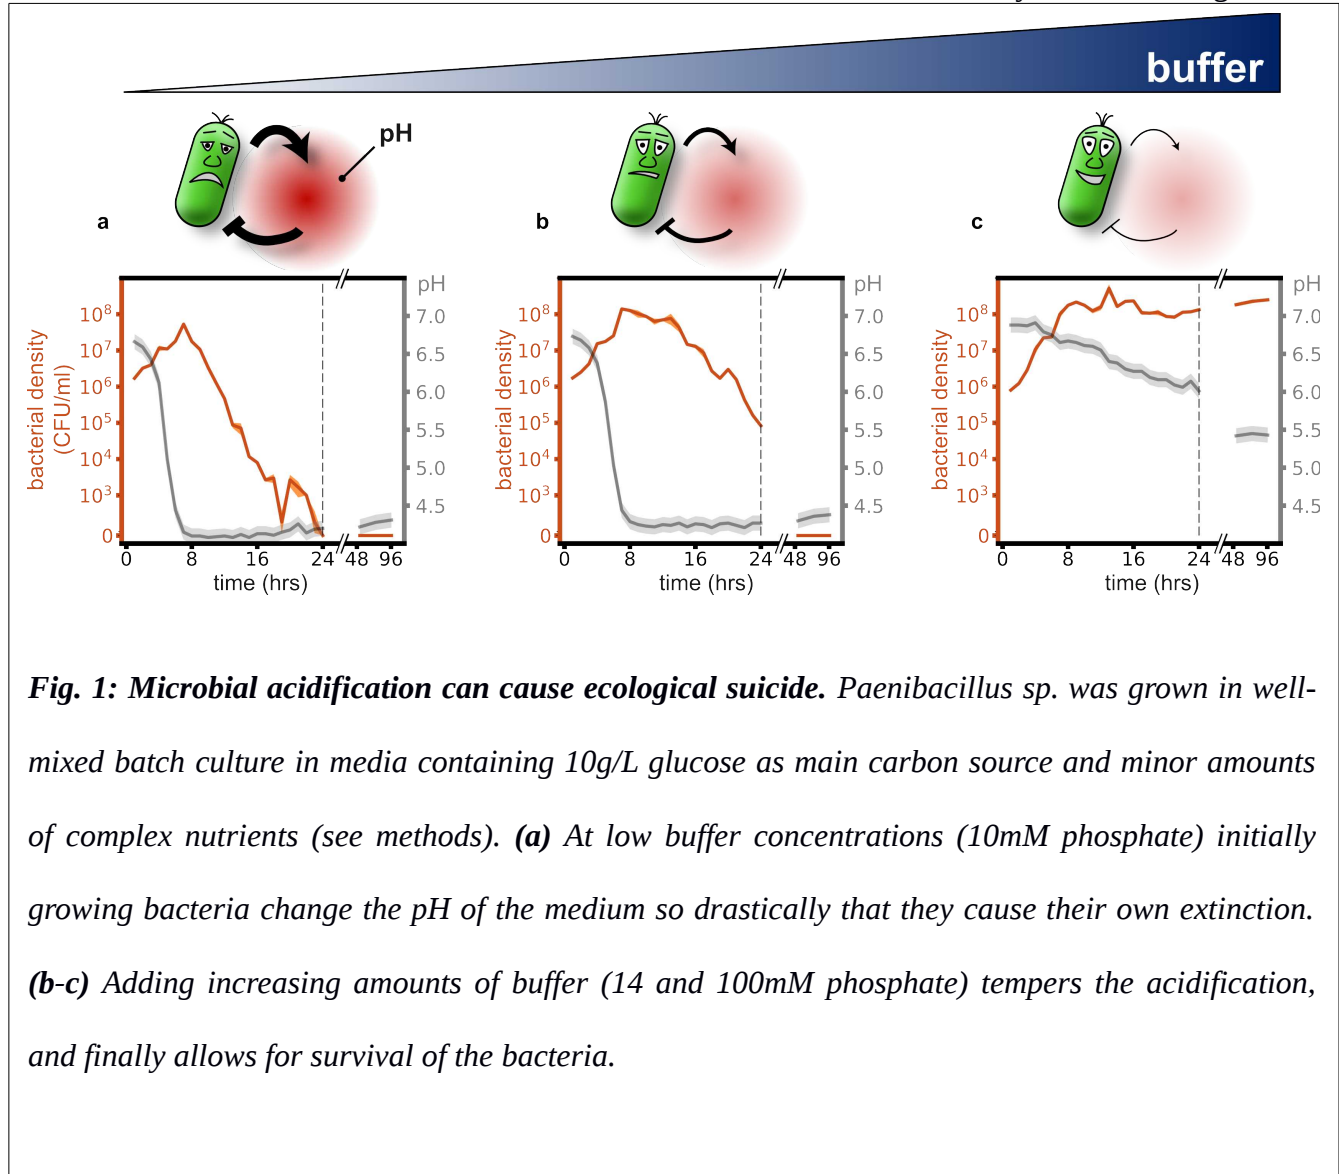 buffer
pH
a
b
c
bacterial density
(CFU/ml)
10⁸
10⁷
10⁶
10⁵
10⁴
10³
0
pH
7.0
6.5
6.0
5.5
5.0
4.5
0 8 16 24 48 96
time (hrs)
bacterial density
10⁸
10⁷
10⁶
10⁵
10⁴
10³
0
pH
7.0
6.5
6.0
5.5
5.0
4.5
0 8 16 24 48 96
time (hrs)
bacterial density
10⁸
10⁷
10⁶
10⁵
10⁴
10³
0
pH
7.0
6.5
6.0
5.5
5.0
4.5
0 8 16 24 48 96
time (hrs)
Fig. 1: Microbial acidification can cause ecological suicide. Paenibacillus sp. was grown in well-
mixed batch culture in media containing 10g/L glucose as main carbon source and minor amounts
of complex nutrients (see methods). (a) At low buffer concentrations (10mM phosphate) initially
growing bacteria change the pH of the medium so drastically that they cause their own extinction.
(b-c) Adding increasing amounts of buffer (14 and 100mM phosphate) tempers the acidification,
and finally allows for survival of the bacteria.